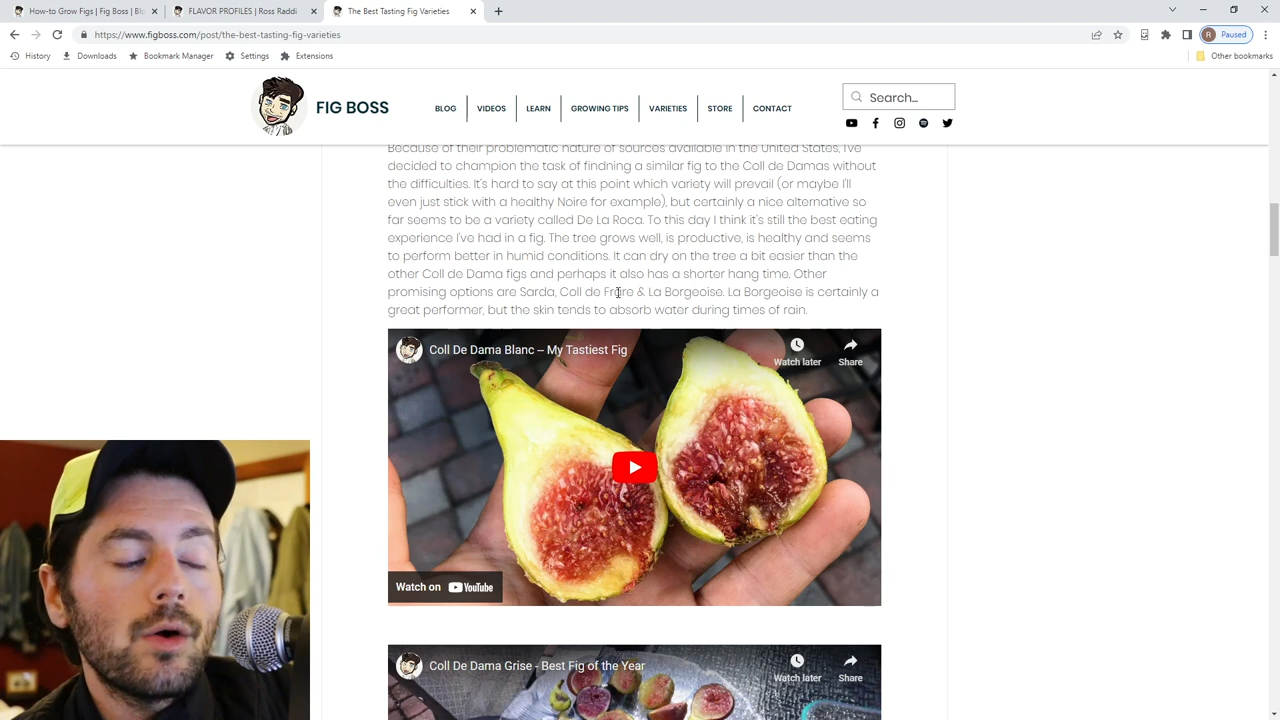 How-to Grow Figs | Fig Boss | Bl
FLAVOR PROFILES | Ross Raddi
The Best Tasting Fig Varieties
https://www.figboss.com/post/the-best-tasting-fig-varieties
R Paused
History
Downloads
Bookmark Manager
Settings
Extensions
Other bookmarks
FIG BOSS
BLOG
VIDEOS
LEARN
GROWING TIPS
VARIETIES
STORE
CONTACT
Search...
Because of their problematic nature of sources available in the United States, I've
decided to champion the task of findning a similar fig to the Coll de Damas without
the difficulties. It's hard to say at this point which variety will prevail (or maybe I'll
even just stick with a healthy Noire for example), but certainly a nice alternative so
far seems to be a variety called De La Roca. To this day I think it's still the best eating
experience I've had in a fig. The tree grows well, is productive, is healthy and seems
to perform better in humid conditions. It can dry on the tree a bit easier than the
other Coll de Dama figs and perhaps it also has a shorter hang time. Other
promising options are Sarda, Coll de Freire & La Borgeoise. La Borgeoise is certainly a
great performer, but the skin tends to absorb water during times of rain.
Coll De Dama Blanc -- My Tastiest Fig
Watch later
Share
Watch on YouTube
Coll De Dama Grise - Best Fig of the Year
Watch later
Share